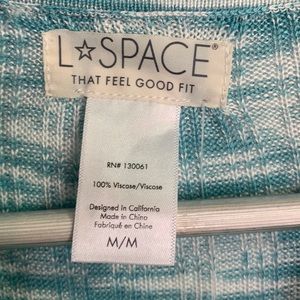 L☆SPACE®
THAT FEEL GOOD FIT
RN# 130061
100% Viscose/Viscose
Designed in California
Made in China
Fabriqué en Chine
M/M